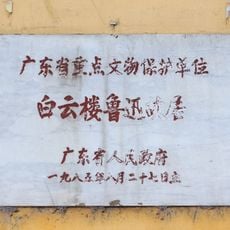 广东省重点文物保护单位
白云楼鲁迅故居
广东省人民政府
一九八五年八月二十七日立